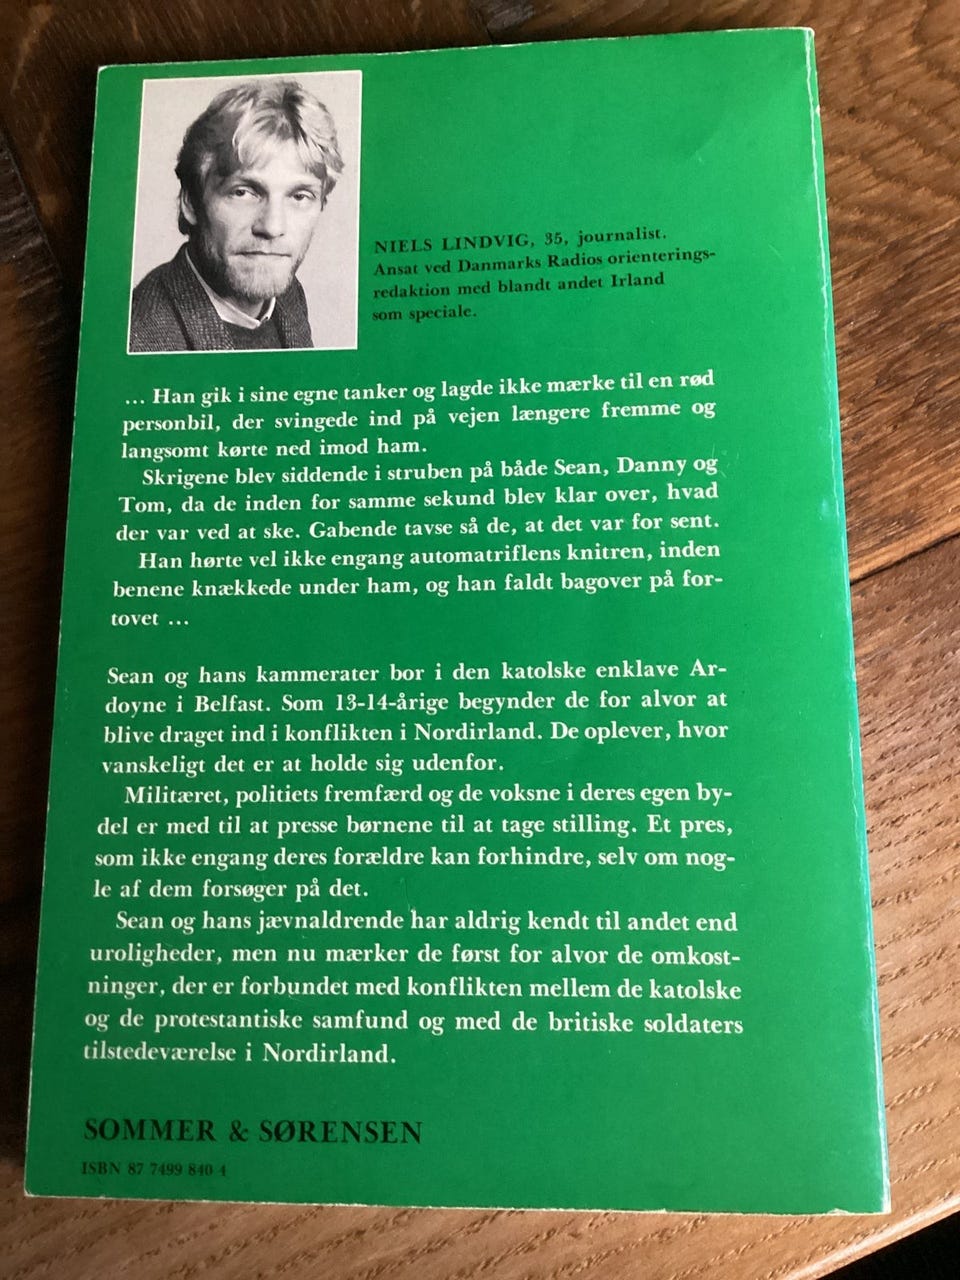 NIELS LINDVIG, 35, journalist.
Ansat ved Danmarks Radios orienterings-
redaktion med blandt andet Irland
som speciale.
... Han gik i sine egne tanker og lagde ikke mærke til en rød
personbil, der svingede ind på vejen længere fremme og
langsomt kørte ned imod ham.
Skrigene blev siddende i struben på både Sean, Danny og
Tom, da de inden for samme sekund blev klar over, hvad
der var ved at ske. Gabende tavse så de, at det var for sent.
Han hørte vel ikke engang automatriflens knitren, inden
benene knækkede under ham, og han faldt bagover på for-
tovet ...
Sean og hans kammerater bor i den katolske enklave Ar-
doyne i Belfast. Som 13-14-årige begynder de for alvor at
blive draget ind i konflikten i Nordirland. De oplever, hvor
vanskeligt det er at holde sig udenfor.
Militæret, politiets fremfærd og de voksne i deres egen by-
del er med til at presse børnene til at tage stilling. Et pres,
som ikke engang deres forældre kan forhindre, selv om nog-
le af dem forsøger på det.
Sean og hans jævnaldrende har aldrig kendt til andet end
uroligheder, men nu mærker de først for alvor de omkost-
ninger, der er forbundet med konflikten mellem de katolske
og de protestantiske samfund og med de britiske soldaters
tilstedeværelse i Nordirland.
SOMMER & SØRENSEN
ISBN 87 7499 840 4